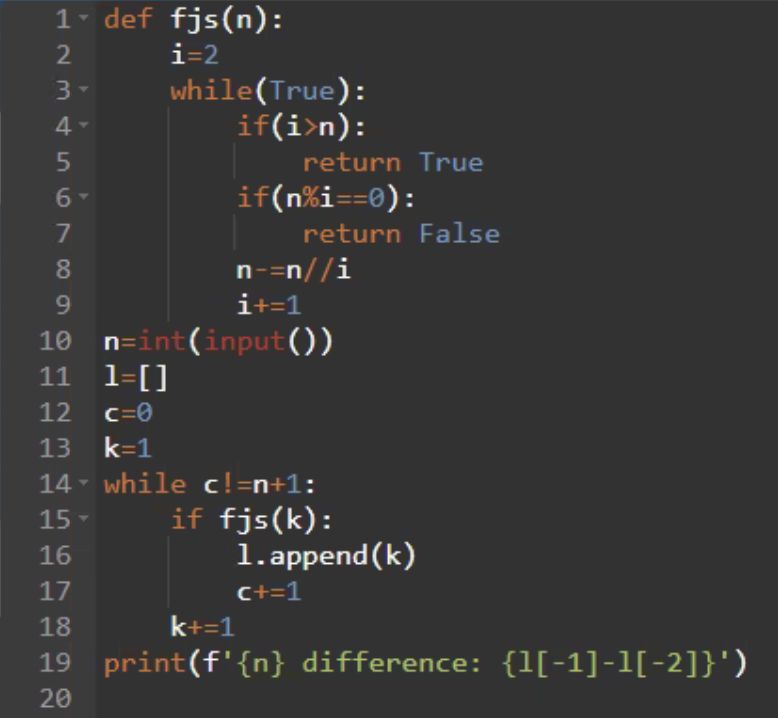 1 def fjs(n):
2     i=2
3     while(True):
4         if(i>n):
5             return True
6         if(n%i==0):
7             return False
8         n-=n//i
9         i+=1
10 n=int(input())
11 l=[]
12 c=0
13 k=1
14 while c!=n+1:
15     if fjs(k):
16         l.append(k)
17         c+=1
18     k+=1
19 print(f'{n} difference: {l[-1]-l[-2]}')
20